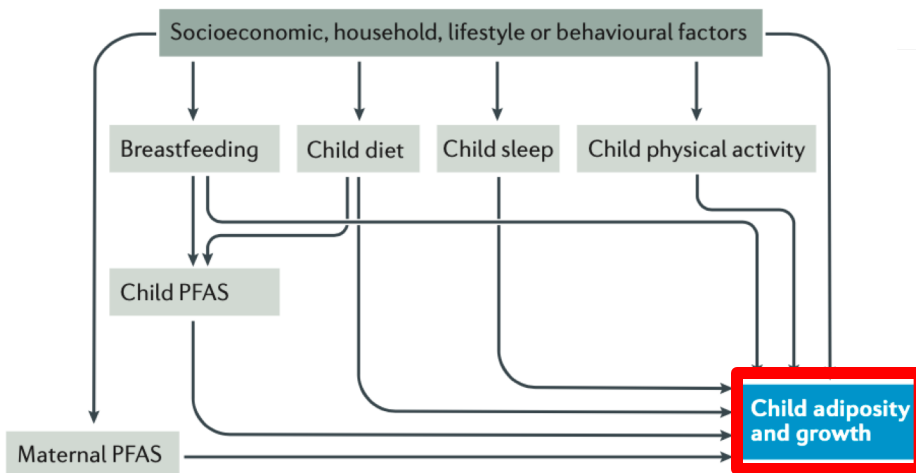 Socioeconomic, household, lifestyle or behavioural factors
Breastfeeding
Child diet
Child sleep
Child physical activity
Child PFAS
Child adiposity
and growth
Maternal PFAS